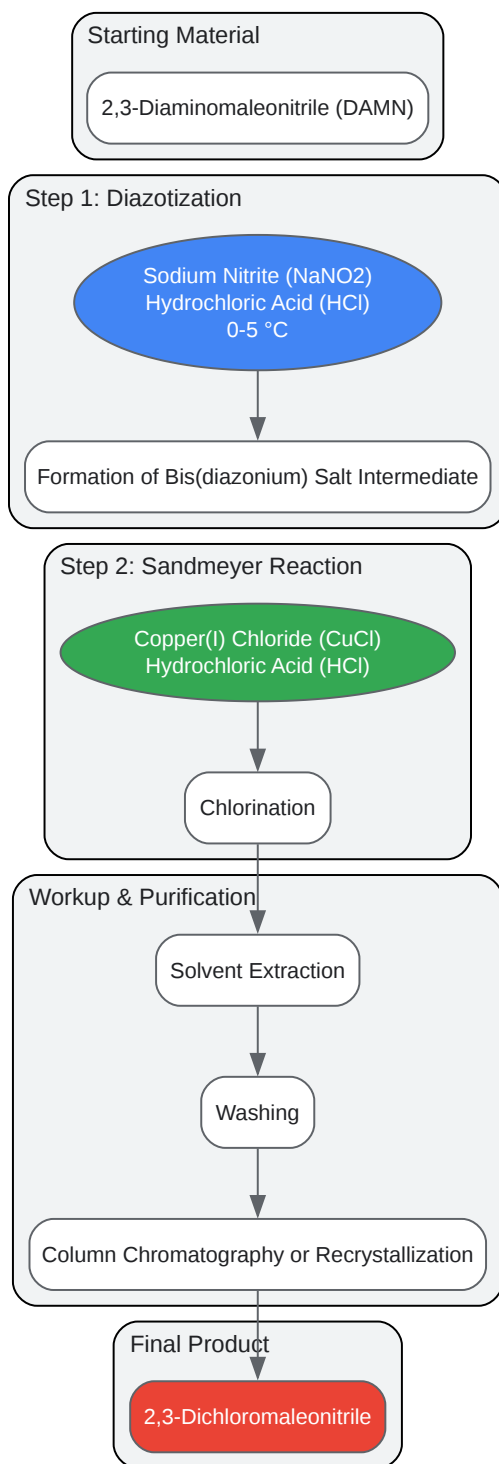 Starting Material
2,3-Diaminomaleonitrile (DAMN)
Step 1: Diazotization
Sodium Nitrite (NaNO2)
Hydrochloric Acid (HCl)
0-5 °C
Formation of Bis(diazonium) Salt Intermediate
Step 2: Sandmeyer Reaction
Copper(I) Chloride (CuCl)
Hydrochloric Acid (HCl)
Chlorination
Workup & Purification
Solvent Extraction
Washing
Column Chromatography or Recrystallization
Final Product
2,3-Dichloromaleonitrile